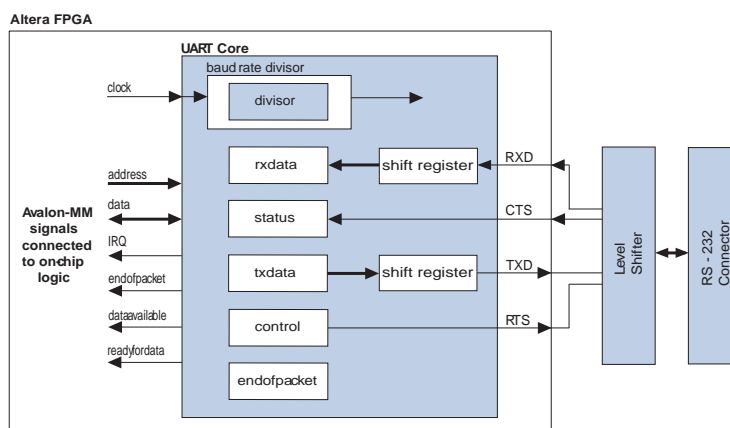 Altera FPGA
UART Core
baud rate divisor
clock
divisor
rxdata
shift register
RXD
address
data
status
CTS
Avalon-MM
signals
connected
to on-chip
logic
IRQ
txdata
shift register
TXD
endofpacket
dataavailable
control
RTS
readyfordata
endofpacket
Level
Shifter
RS - 232
Connector